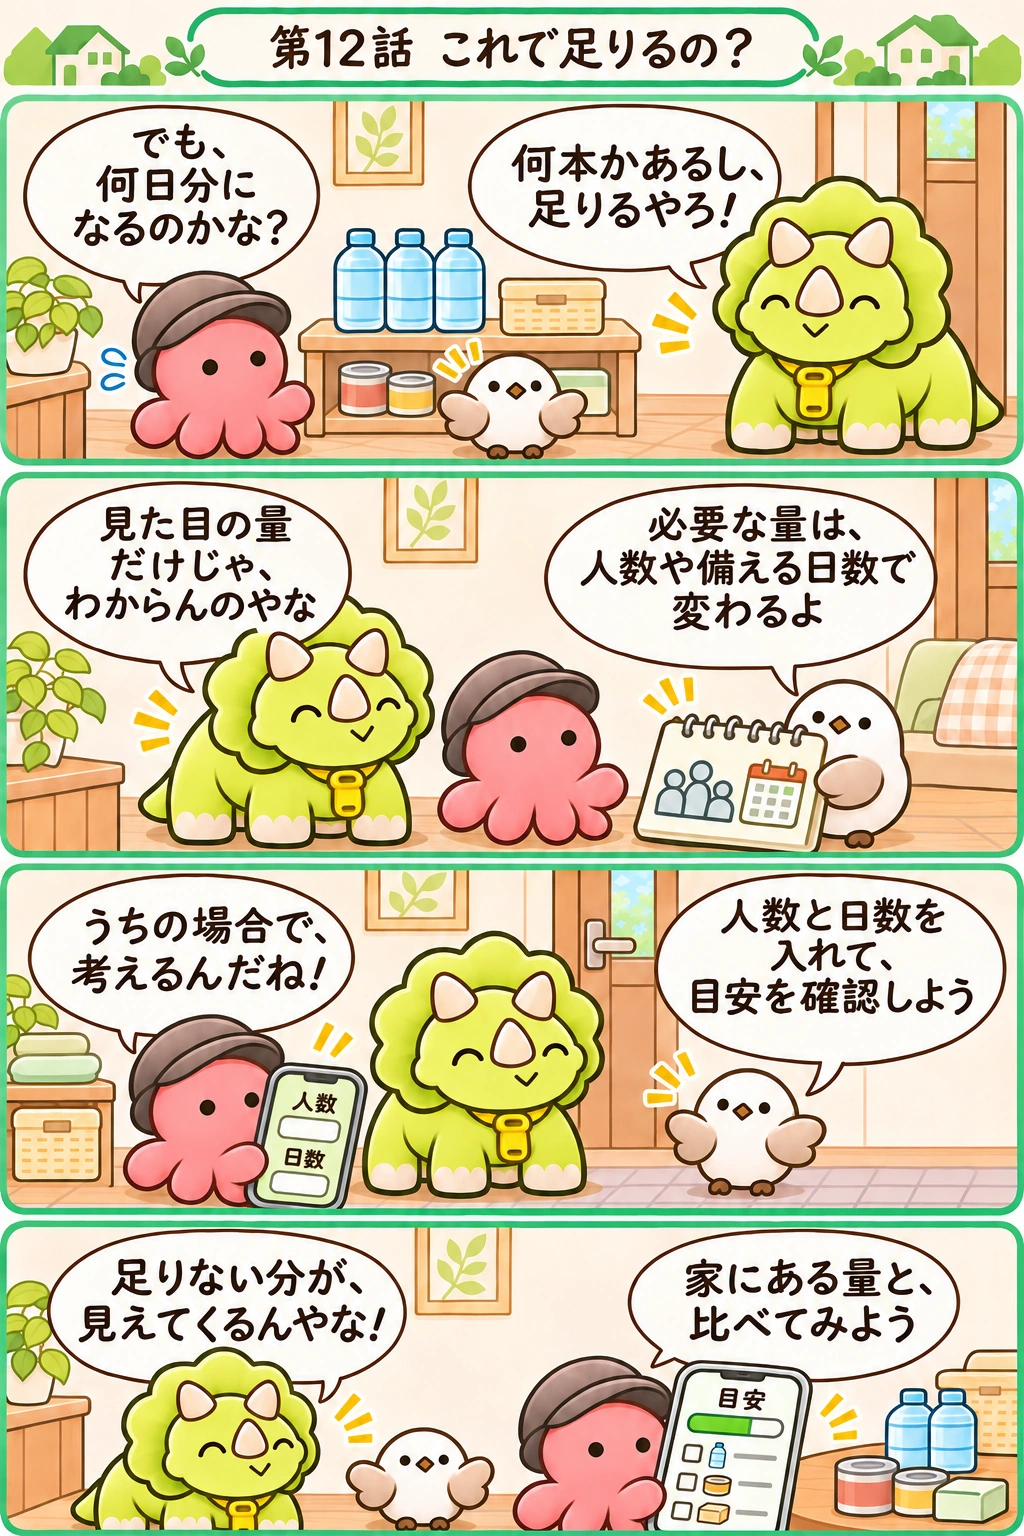 第12話 これで足りるの？
何本かあるし、
足りるやろ！
でも、
何日分に
なるのかな？
必要な量は、
人数や備える日数で
変わるよ
見た目の量
だけじゃ、
わからんのやな
人数と日数を
入れて、
目安を確認しよう
うちの場合で、
考えるんだね！
人数
日数
家にある量と、
比べてみよう
足りない分が、
見えてくるんやな！
目安